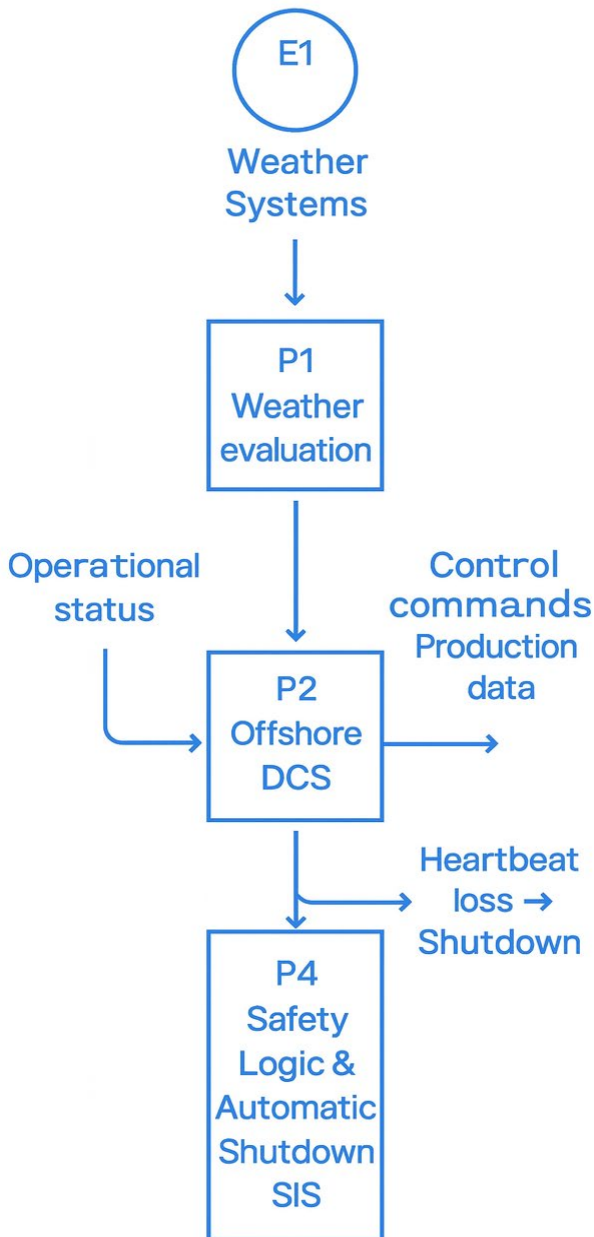 E1
Weather
Systems
P1
Weather
evaluation
Operational
status
Control
commands
Production
data
P2
Offshore
DCS
Heartbeat
loss →
Shutdown
P4
Safety
Logic &
Automatic
Shutdown
SIS